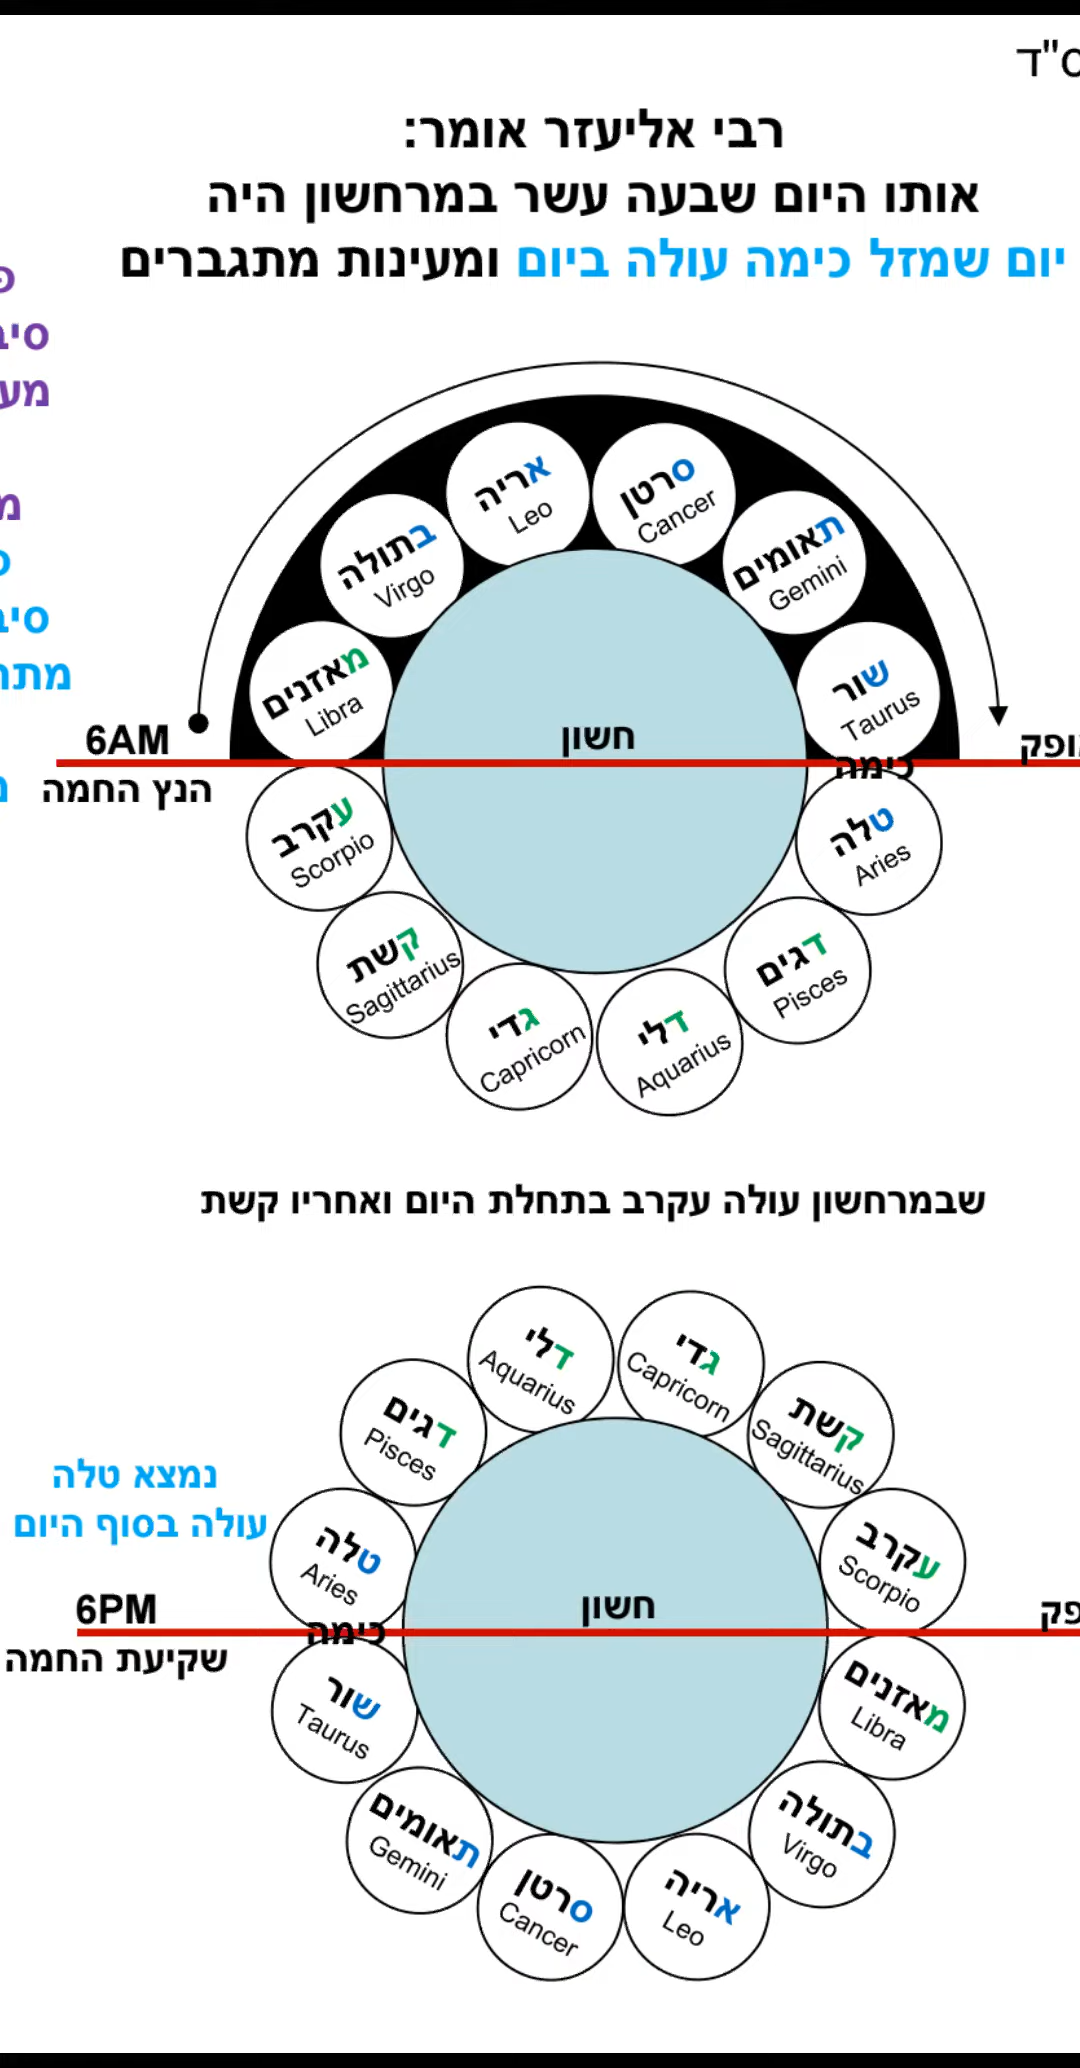 ס"ד
רבי אליעזר אומר:
אותו היום שבעה עשר במרחשון היה
יום שמזל כימה עולה ביום ומעינות מתגברים
אריה
Leo
סרטן
Cancer
בתולה
Virgo
תאומים
Gemini
מאזנים
Libra
שור
Taurus
6AM
חשון
כימה
הנץ החמה
עקרב
Scorpio
טלה
Aries
קשת
Sagittarius
דגים
Pisces
גדי
Capricorn
דלי
Aquarius
שבמרחשון עולה עקרב בתחלת היום ואחריו קשת
דלי
Aquarius
גדי
Capricorn
דגים
Pisces
קשת
Sagittarius
נמצא טלה
עולה בסוף היום
טלה
Aries
עקרב
Scorpio
6PM
חשון
כימה
שקיעת החמה
שור
Taurus
מאזנים
Libra
תאומים
Gemini
בתולה
Virgo
סרטן
Cancer
אריה
Leo